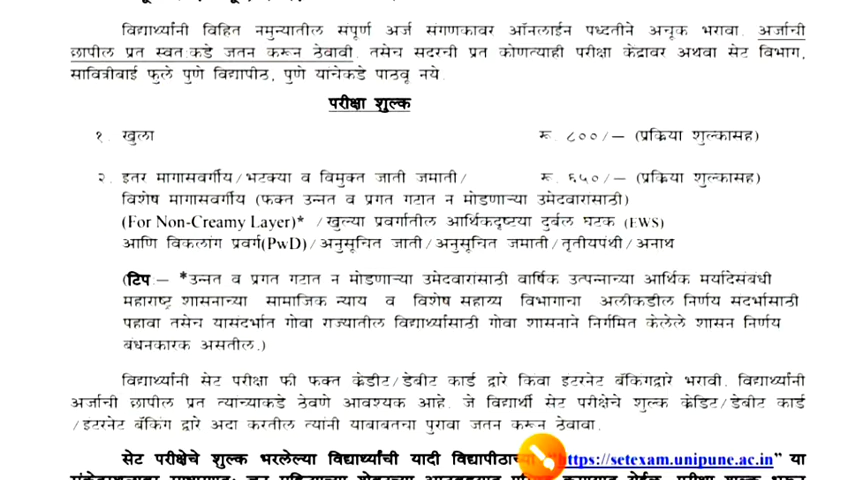 विद्यार्थ्यांनी विहित नमुन्यातील संपूर्ण अर्ज संगणकावर ऑनलाईन पध्दतीने अचूक भरावा. अर्जाची
छापील प्रत स्वत:कडे जतन करून ठेवावी. तसेच सदरची प्रत कोणत्याही परीक्षा केंद्रावर अथवा सेट विभाग,
सावित्रीबाई फुले पुणे विद्यापीठ, पुणे यांचेकडे पाठवू नये.
परीक्षा शुल्क
१. खुला रू. ८००/— (प्रक्रिया शुल्कासह)
२. इतर मागासवर्गीय/भटक्या व विमुक्त जाती जमाती/ रू. ६५०/— (प्रक्रिया शुल्कासह)
विशेष मागासवर्गीय (फक्त उन्नत व प्रगत गटात न मोडणाऱ्या उमेदवारांसाठी)
(For Non-Creamy Layer)* /खुल्या प्रवर्गातील आर्थिकदृष्टया दुर्बल घटक (EWS)
आणि विकलांग प्रवर्ग(PwD)/अनुसूचित जाती/अनुसूचित जमाती/तृतीयपंथी/अनाथ
(टिप— *उन्नत व प्रगत गटात न मोडणाऱ्या उमेदवारांसाठी वार्षिक उत्पन्नाच्या आर्थिक मर्यादेसंबंधी
महाराष्ट्र शासनाच्या सामाजिक न्याय व विशेष सहाय्य विभागाचा अलीकडील निर्णय संदर्भासाठी
पहावा तसेच यासंदर्भात गोवा राज्यातील विद्यार्थ्यांसाठी गोवा शासनाने निर्गमित केलेले शासन निर्णय
बंधनकारक असतील.)
विद्यार्थ्यांनी सेट परीक्षा फी फक्त क्रेडीट/डेबीट कार्ड द्वारे किंवा इंटरनेट बँकिंगद्वारे भरावी. विद्यार्थ्यांनी
अर्जाची छापील प्रत त्यांच्याकडे ठेवणे आवश्यक आहे. जे विद्यार्थी सेट परीक्षेचे शुल्क क्रेडिट/डेबीट कार्ड
/इंटरनेट बँकिंग द्वारे अदा करतील त्यांनी याबाबतचा पुरावा जतन करून ठेवावा.
सेट परीक्षेचे शुल्क भरलेल्या विद्यार्थ्यांची यादी विद्यापीठाच्या https://setexam.unipune.ac.in” या